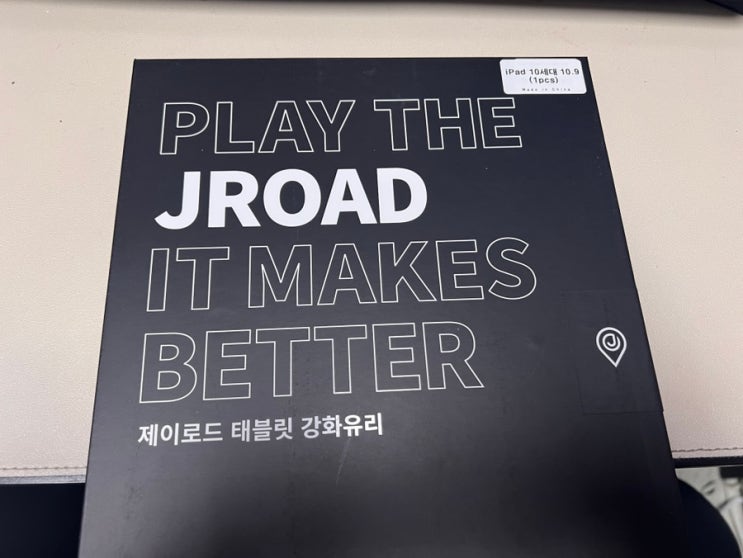 iPad 10세대 10.9
(1pcs)
Made in China
PLAY THE
JROAD
IT MAKES
BETTER
제이로드 태블릿 강화유리